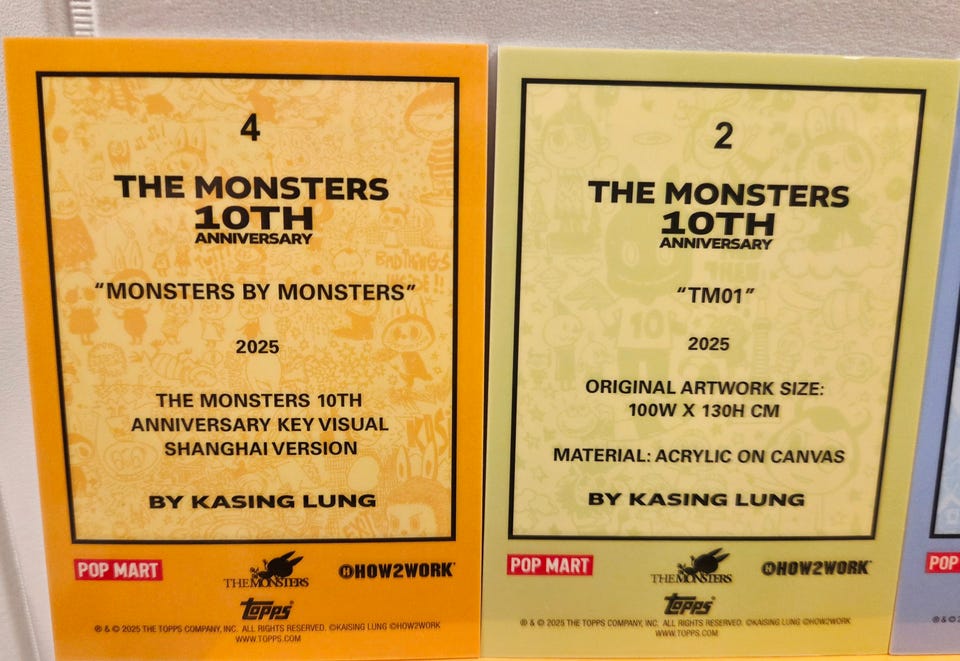 4
THE MONSTERS
10TH
ANNIVERSARY
"MONSTERS BY MONSTERS"
2025
THE MONSTERS 10TH
ANNIVERSARY KEY VISUAL
SHANGHAI VERSION
BY KASING LUNG
POP MART
THE MONSTERS
HOW2WORK
Topps
® & © 2025 THE TOPPS COMPANY, INC. ALL RIGHTS RESERVED. ©KAISING LUNG ©HOW2WORK
WWW.TOPPS.COM
2
THE MONSTERS
10TH
ANNIVERSARY
"TM01"
2025
ORIGINAL ARTWORK SIZE:
100W X 130H CM
MATERIAL: ACRYLIC ON CANVAS
BY KASING LUNG
POP MART
THE MONSTERS
HOW2WORK
Topps
® & © 2025 THE TOPPS COMPANY, INC. ALL RIGHTS RESERVED. ©KAISING LUNG ©HOW2WORK
WWW.TOPPS.COM
POP
® & © 2